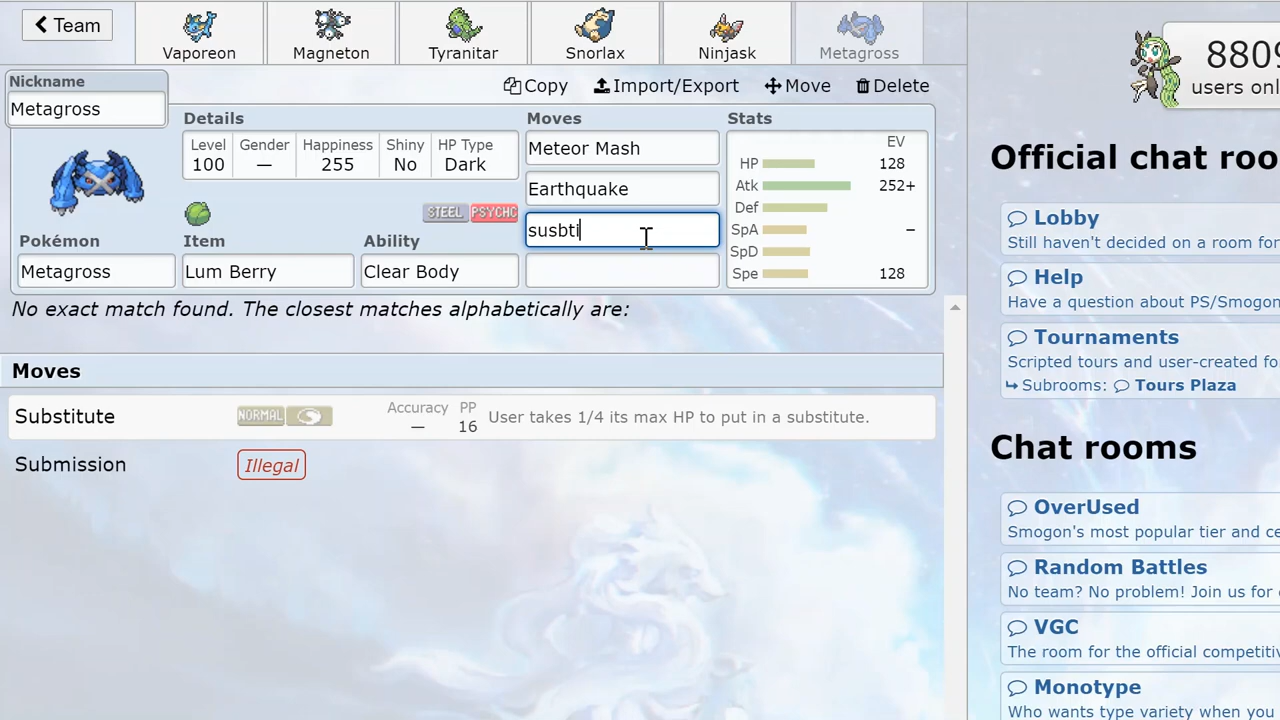 Team
Vaporeon
Magneton
Tyranitar
Snorlax
Ninjask
Metagross
Nickname
Metagross
Copy
Import/Export
Move
Delete
Details
Level
100
Gender
—
Happiness
255
Shiny
No
HP Type
Dark
STEEL PSYCHC
Pokémon
Metagross
Item
Lum Berry
Ability
Clear Body
Moves
Meteor Mash
Earthquake
susbti
Stats
EV
HP 128
Atk 252+
Def
SpA –
SpD
Spe 128
No exact match found. The closest matches alphabetically are:
Moves
Substitute NORMAL Accuracy — PP 16 User takes 1/4 its max HP to put in a substitute.
Submission Illegal
8809
users onl
Official chat roo
Lobby
Still haven't decided on a room for
Help
Have a question about PS/Smogon
Tournaments
Scripted tours and user-created fo
Subrooms: Tours Plaza
Chat rooms
OverUsed
Smogon's most popular tier and ce
Random Battles
No team? No problem! Join us for
VGC
The room for the official competitiv
Monotype
Who wants type variety when you